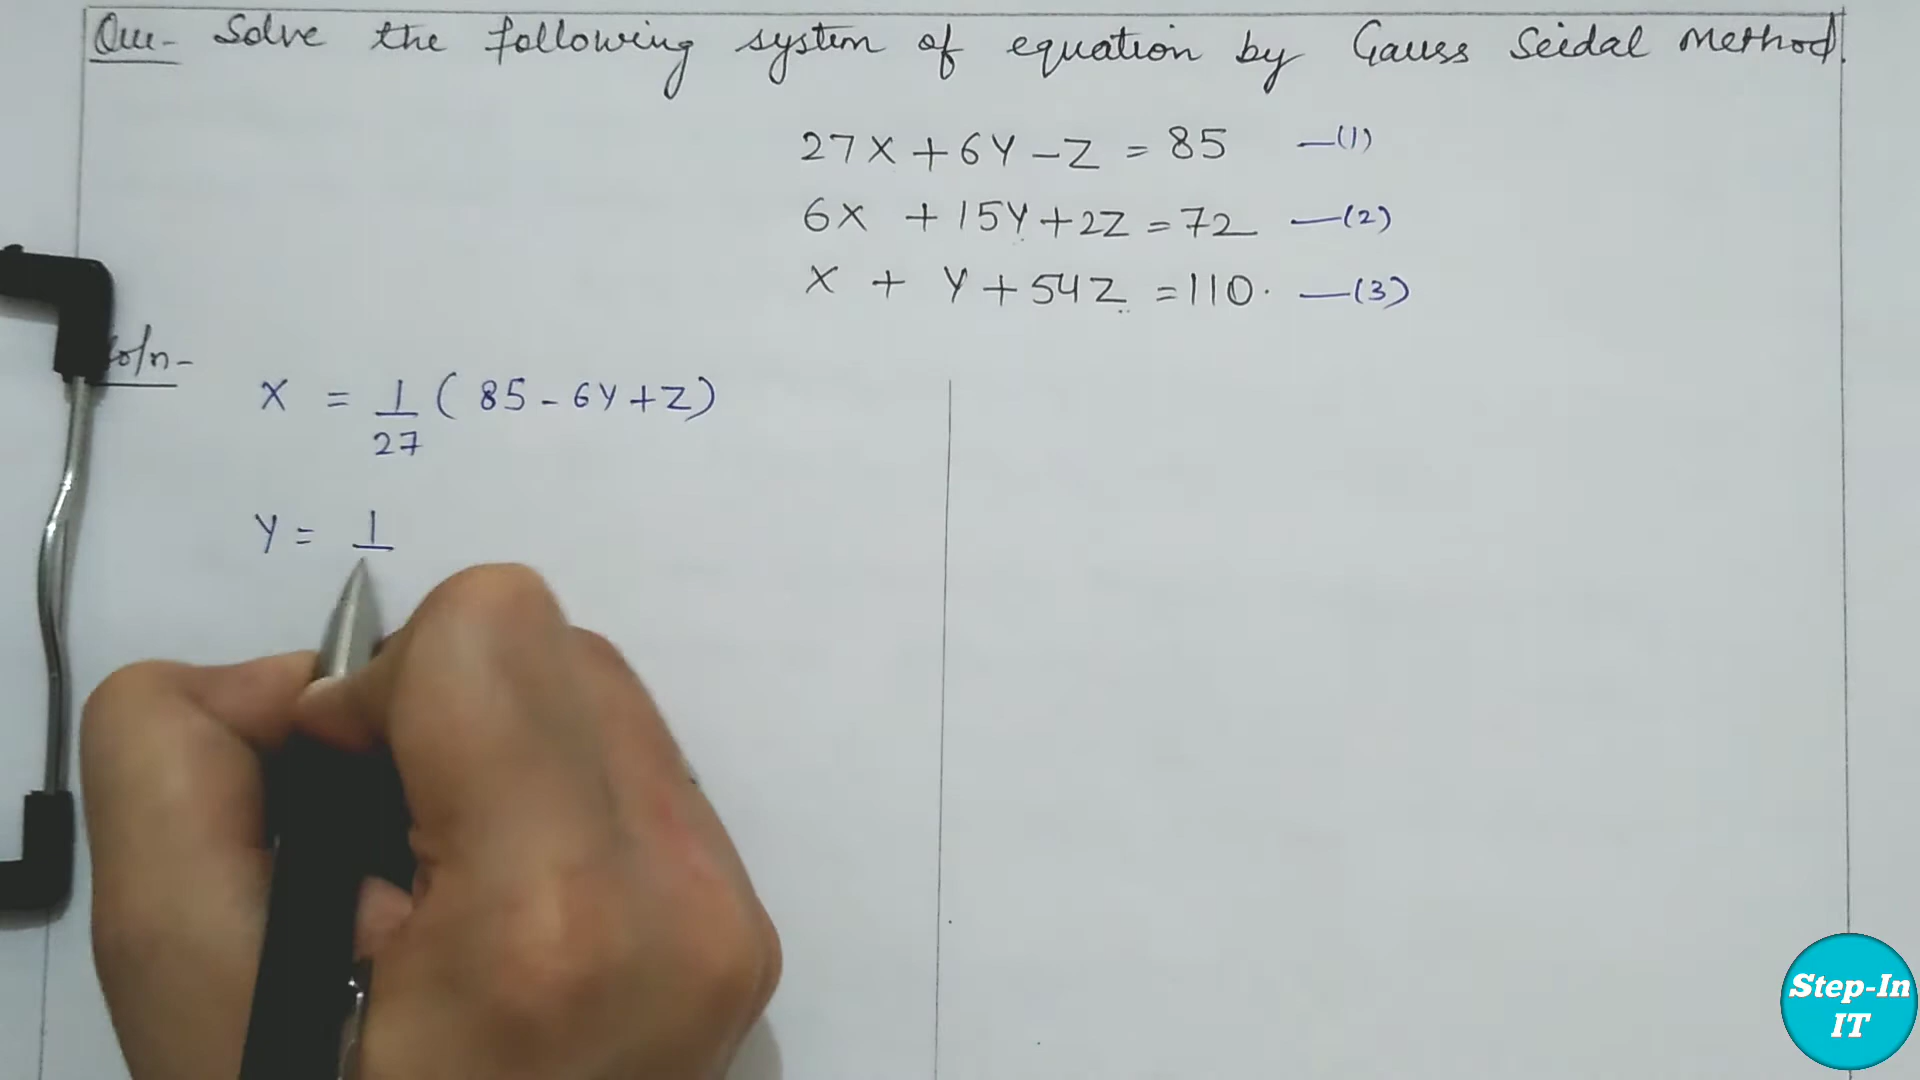 Que- Solve the following system of equation by Gauss Seidal Method.
27X + 6Y - Z = 85 —(1)
6X + 15Y + 2Z = 72 —(2)
X + Y + 54Z = 110. —(3)
Soln-
X = 1/27 ( 85 - 6Y + Z)
Y = 1
Step-In
IT